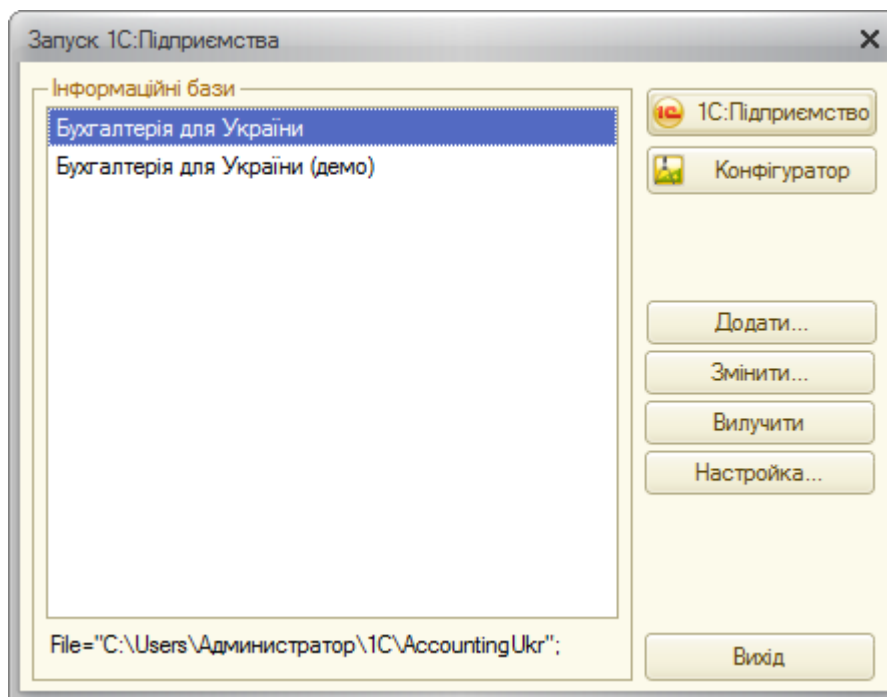 Запуск 1С:Підприємства
Інформаційні бази
Бухгалтерія для України
Бухгалтерія для України (демо)
File="C:\Users\Администратор\1C\AccountingUkr";
1С:Підприємство
Конфігуратор
Додати...
Змінити...
Вилучити
Настройка...
Вихід